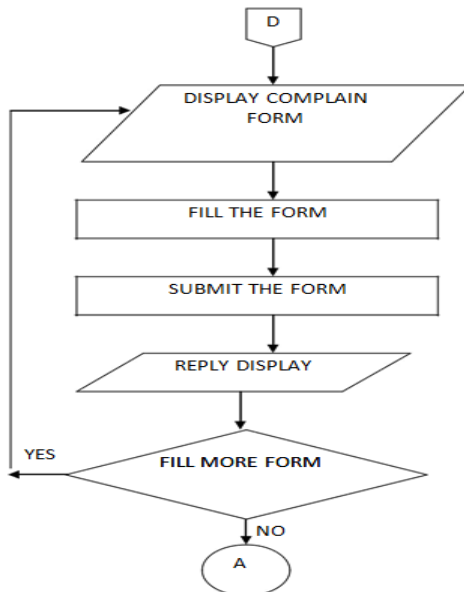 D
DISPLAY COMPLAIN
FORM
FILL THE FORM
SUBMIT THE FORM
REPLY DISPLAY
FILL MORE FORM
YES
NO
A